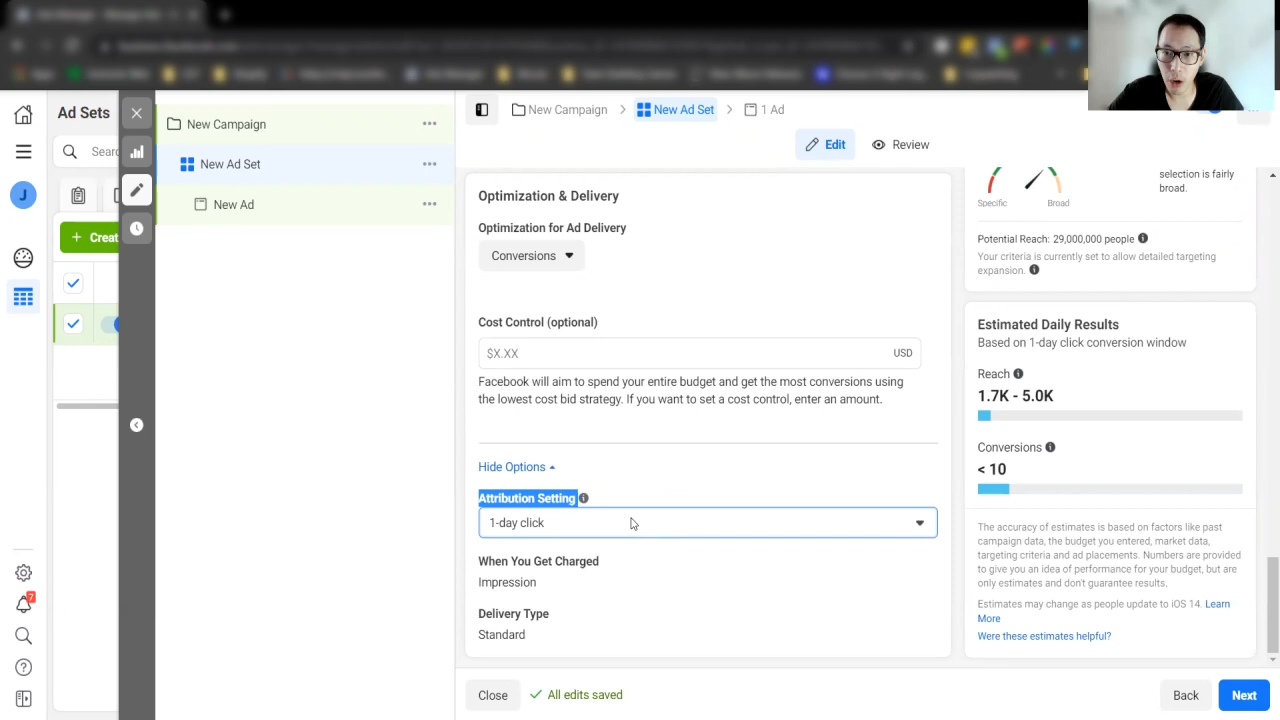 Ad Sets
Searc
J
+ Creat
7
New Campaign
New Ad Set
New Ad
New Campaign > New Ad Set > 1 Ad
Edit
Review
Optimization & Delivery
Optimization for Ad Delivery
Conversions
Cost Control (optional)
$X.XX
USD
Facebook will aim to spend your entire budget and get the most conversions using
the lowest cost bid strategy. If you want to set a cost control, enter an amount.
Hide Options
Attribution Setting
1-day click
When You Get Charged
Impression
Delivery Type
Standard
selection is fairly
broad.
Specific
Broad
Potential Reach: 29,000,000 people
Your criteria is currently set to allow detailed targeting
expansion.
Estimated Daily Results
Based on 1-day click conversion window
Reach
1.7K - 5.0K
Conversions
< 10
The accuracy of estimates is based on factors like past
campaign data, the budget you entered, market data,
targeting criteria and ad placements. Numbers are provided
to give you an idea of performance for your budget, but are
only estimates and don't guarantee results.
Estimates may change as people update to iOS 14. Learn
More
Were these estimates helpful?
Close
All edits saved
Back
Next